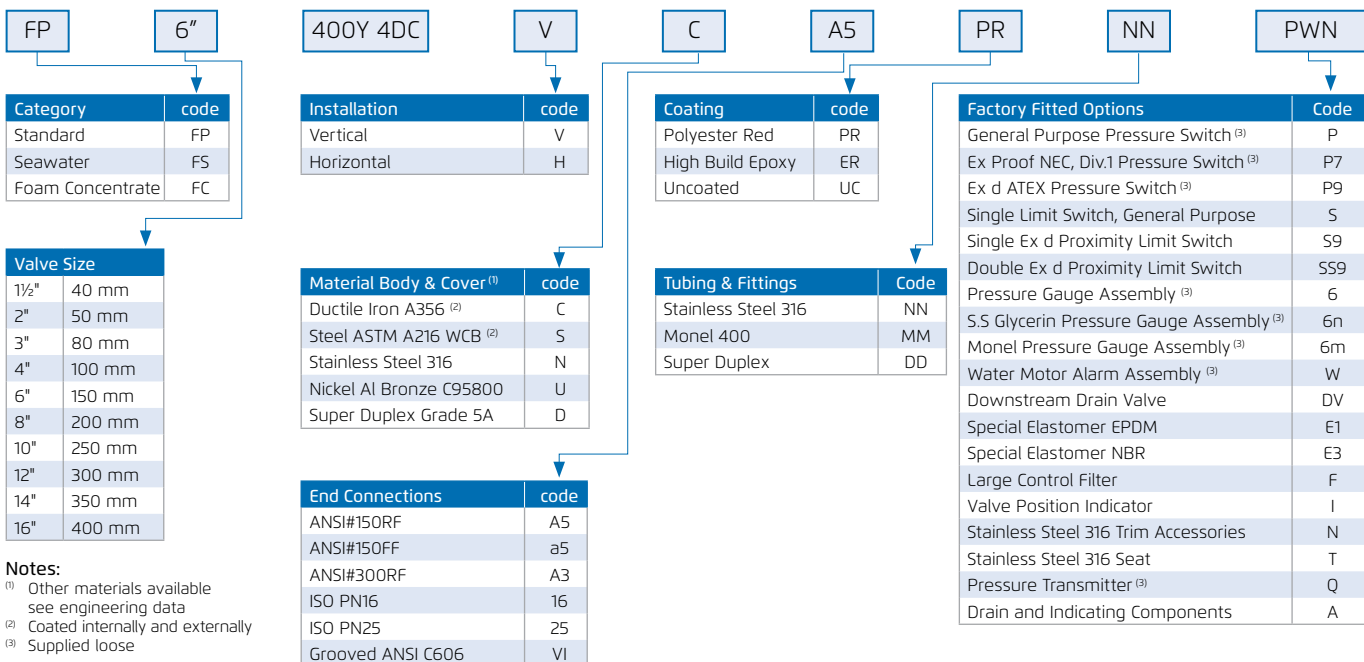 FP 6″ 400Y 4DC V C A5 PR NN PWN
Category code
Standard FP
Seawater FS
Foam Concentrate FC
Valve Size
1½" 40 mm
2" 50 mm
3" 80 mm
4" 100 mm
6" 150 mm
8" 200 mm
10" 250 mm
12" 300 mm
14" 350 mm
16" 400 mm
Notes:
(1) Other materials available
see engineering data
(2) Coated internally and externally
(3) Supplied loose
Installation code
Vertical V
Horizontal H
Material Body & Cover (1) code
Ductile Iron A356 (2) C
Steel ASTM A216 WCB (2) S
Stainless Steel 316 N
Nickel Al Bronze C95800 U
Super Duplex Grade 5A D
End Connections code
ANSI#150RF A5
ANSI#150FF a5
ANSI#300RF A3
ISO PN16 16
ISO PN25 25
Grooved ANSI C606 VI
Coating code
Polyester Red PR
High Build Epoxy ER
Uncoated UC
Tubing & Fittings Code
Stainless Steel 316 NN
Monel 400 MM
Super Duplex DD
Factory Fitted Options Code
General Purpose Pressure Switch (3) P
Ex Proof NEC, Div.1 Pressure Switch (3) P7
Ex d ATEX Pressure Switch (3) P9
Single Limit Switch, General Purpose S
Single Ex d Proximity Limit Switch S9
Double Ex d Proximity Limit Switch SS9
Pressure Gauge Assembly (3) 6
S.S Glycerin Pressure Gauge Assembly (3) 6n
Monel Pressure Gauge Assembly (3) 6m
Water Motor Alarm Assembly (3) W
Downstream Drain Valve DV
Special Elastomer EPDM E1
Special Elastomer NBR E3
Large Control Filter F
Valve Position Indicator I
Stainless Steel 316 Trim Accessories N
Stainless Steel 316 Seat T
Pressure Transmitter (3) Q
Drain and Indicating Components A